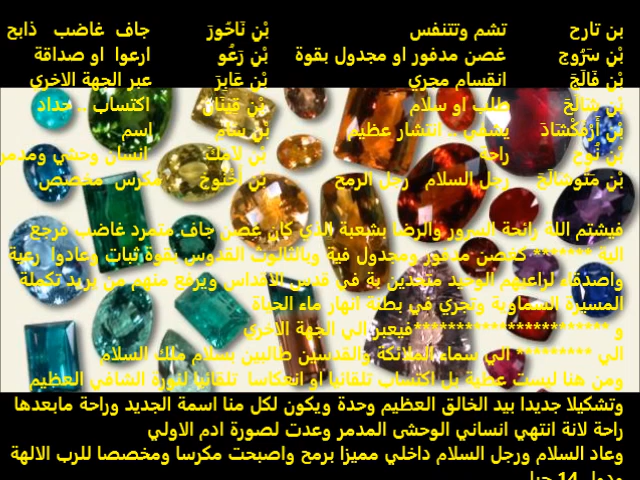 بن تارح تشم وتتنفس بْنِ نَاحُورَ جاف غاضب ذابح
بْنِ سَرُوج غصن مدفور او مجدول بقوة بْنِ رَعُو ارعوا او صداقة
بْنِ فَالَجَ انقسام مجري بْنِ عَابِرَ عبر الجهة الاخري
بْنِ شَالَحَ طلب او سلام بْنِ قِينَانَ اكتساب .. حداد
بْنِ أَرْفَكْشَادَ يشفي .. انتشار عظيم بْنِ سَامِ اسم
بْنِ نُوحِ راحة بْنِ لاَمَكَ انسان وحشي ومدمر
بْنِ مَتُوشَالَحَ رجل السلام رجل الرمح بْنِ أَخْنُوخَ مكرس مخصص
فيشتم الله رائحة السرور والرضا بشعبة الذي كان غصن جاف متمرد غاضب فرجع
الية ******* كغصن مدفور ومجدول فية وبالثالوث القدوس بقوة ثبات وعادوا رعية
واصدقاء لراعيهم الوحيد متحدين بة في قدس الاقداس ويرفع منهم من يريد تكملة
المسيرة السماوية وتجري في بطنة انهار ماء الحياة
و ***********************فيعبر الي الجهة الاخري
الي ********* الي سماء الملائكة والقدسين طالبين بسلام ملك السلام
ومن هنا ليست عطية بل اكتساب تلقانيا او انعكاسا تلقانيا لنورة الشافي العظيم
وتشكيلا جديدا بيد الخالق العظيم وحدة ويكون لكل منا اسمة الجديد وراحة مابعدها
راحة لانة انتهي انساني الوحشى المدمر وعدت لصورة ادم الاولي
وعاد السلام ورجل السلام داخلي مميزا برمح واصبحت مكرسا ومخصصا للرب الالهة
14